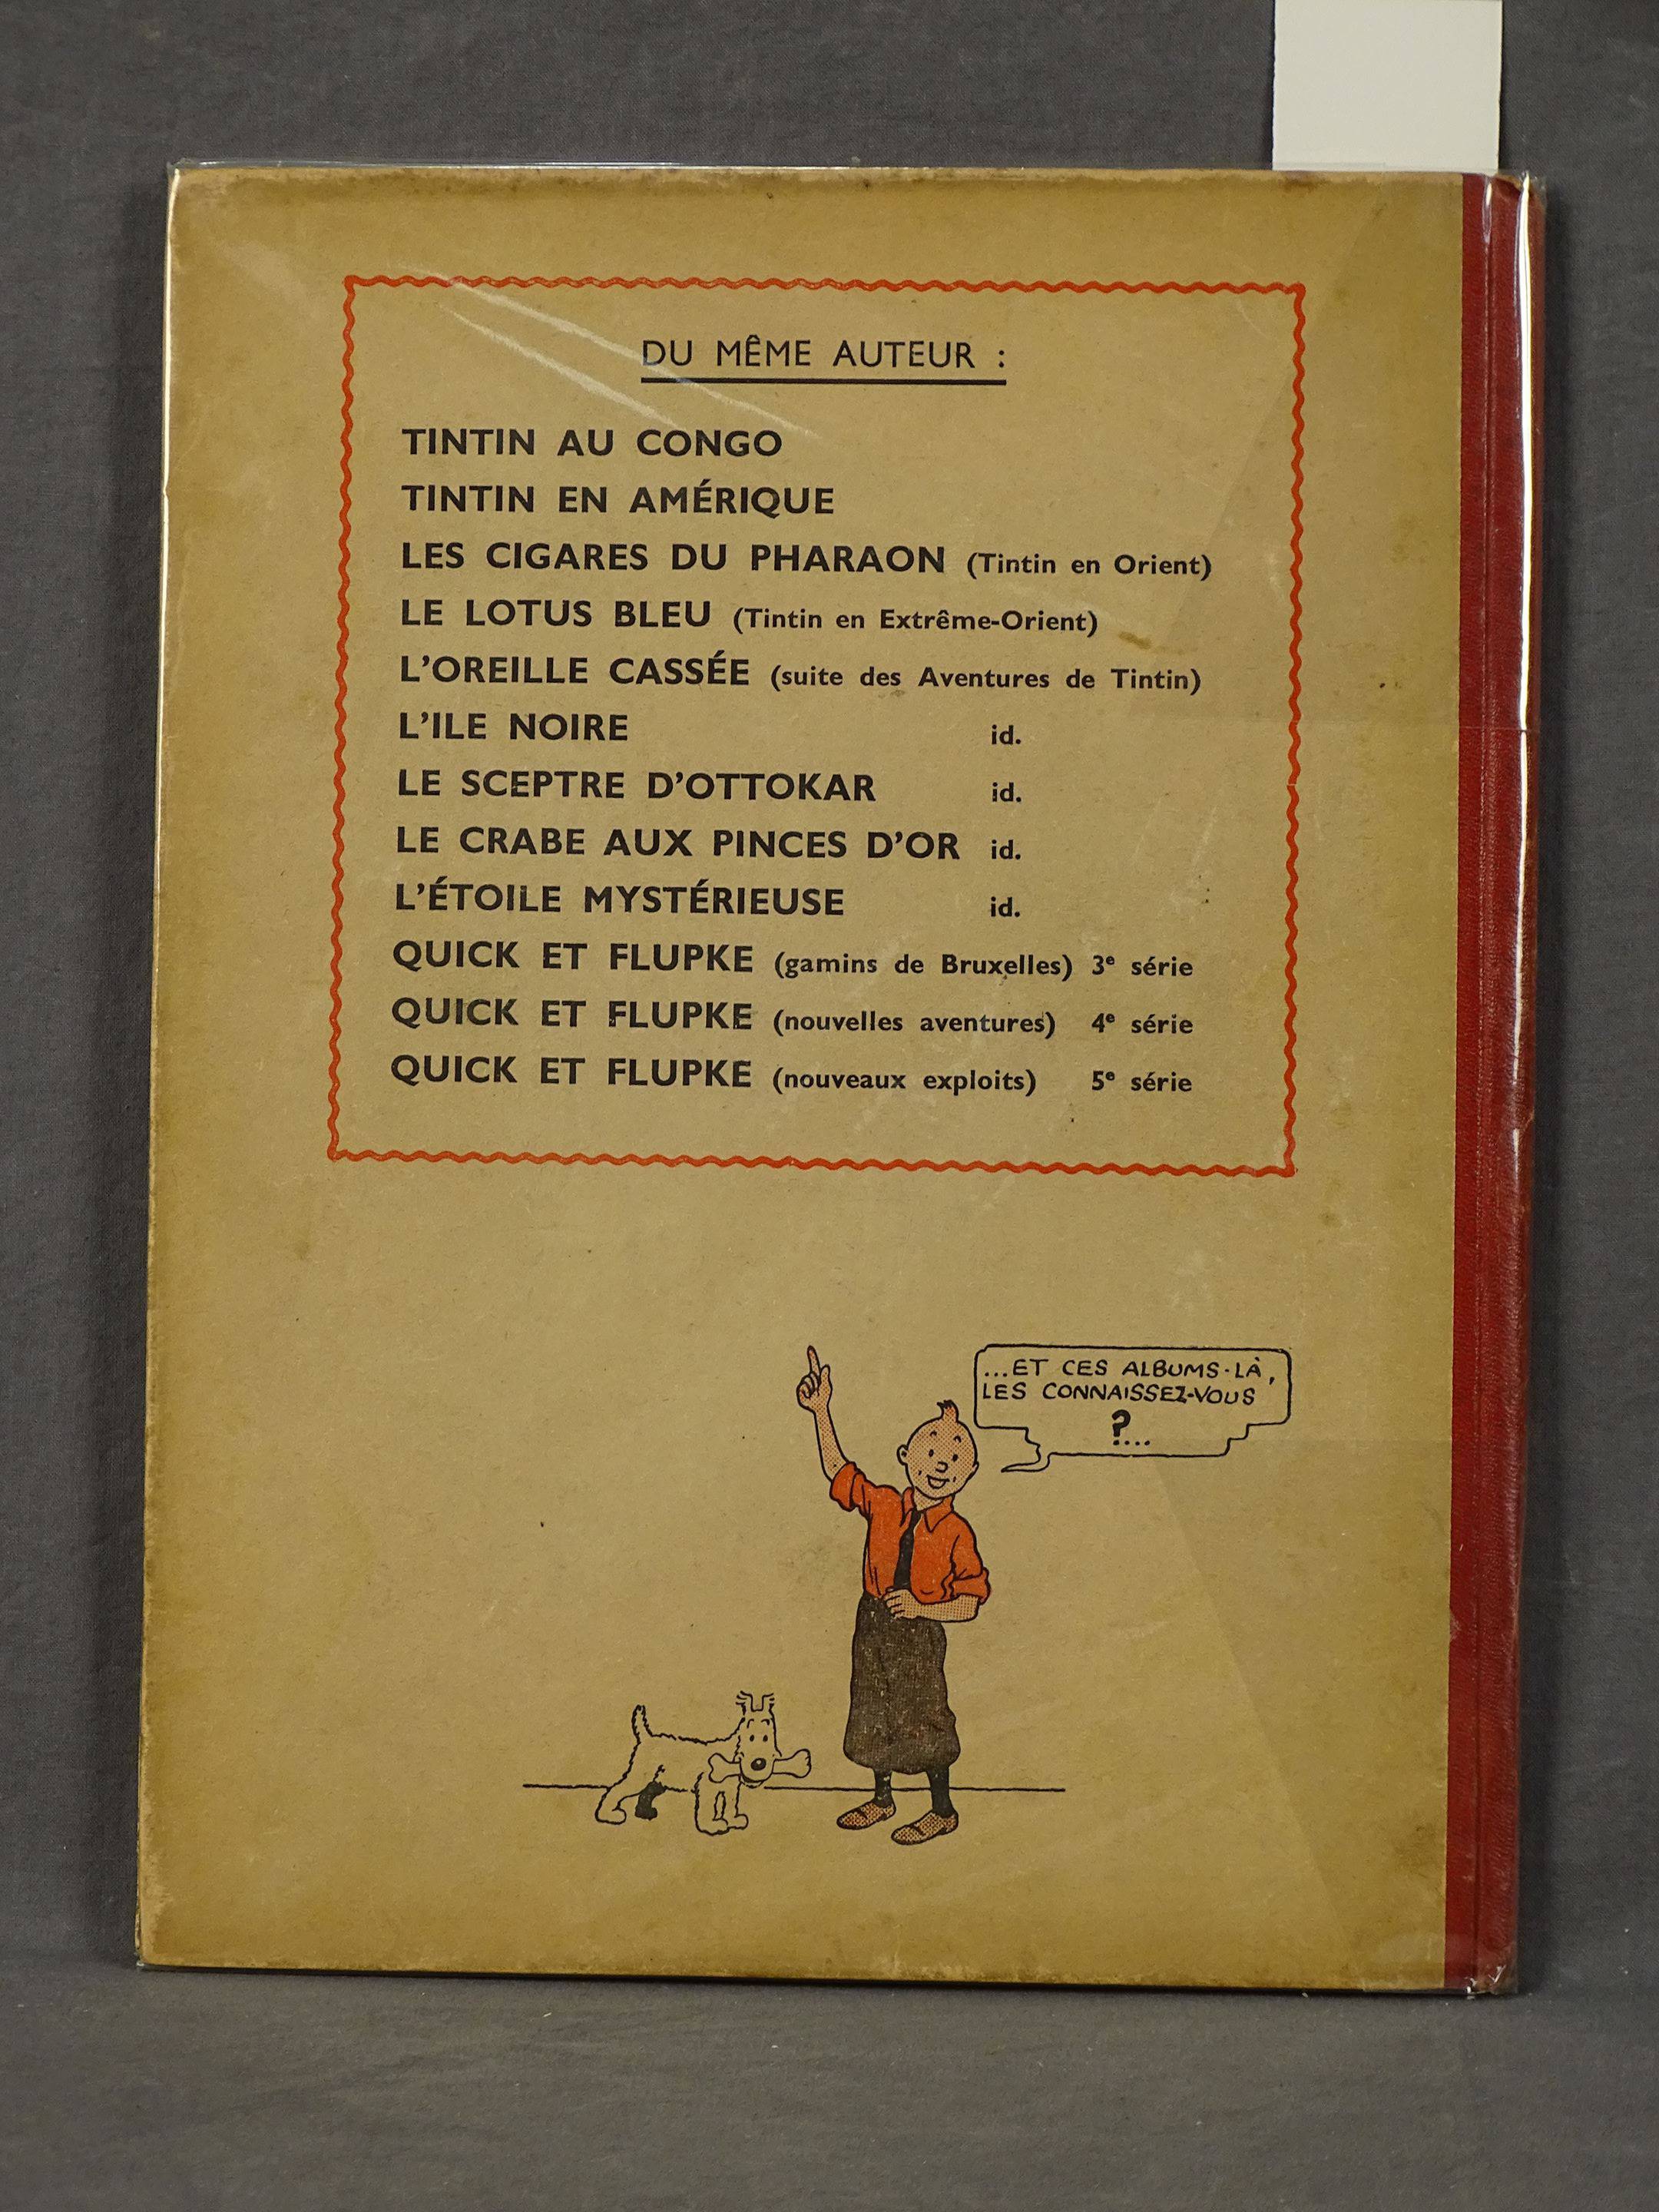 DU MÊME AUTEUR :
TINTIN AU CONGO
TINTIN EN AMÉRIQUE
LES CIGARES DU PHARAON (Tintin en Orient)
LE LOTUS BLEU (Tintin en Extrême-Orient)
L'OREILLE CASSÉE (suite des Aventures de Tintin)
L'ILE NOIRE id.
LE SCEPTRE D'OTTOKAR id.
LE CRABE AUX PINCES D'OR id.
L'ÉTOILE MYSTÉRIEUSE id.
QUICK ET FLUPKE (gamins de Bruxelles) 3e série
QUICK ET FLUPKE (nouvelles aventures) 4e série
QUICK ET FLUPKE (nouveaux exploits) 5e série
...ET CES ALBUMS-LÀ,
LES CONNAISSEZ-VOUS
?...